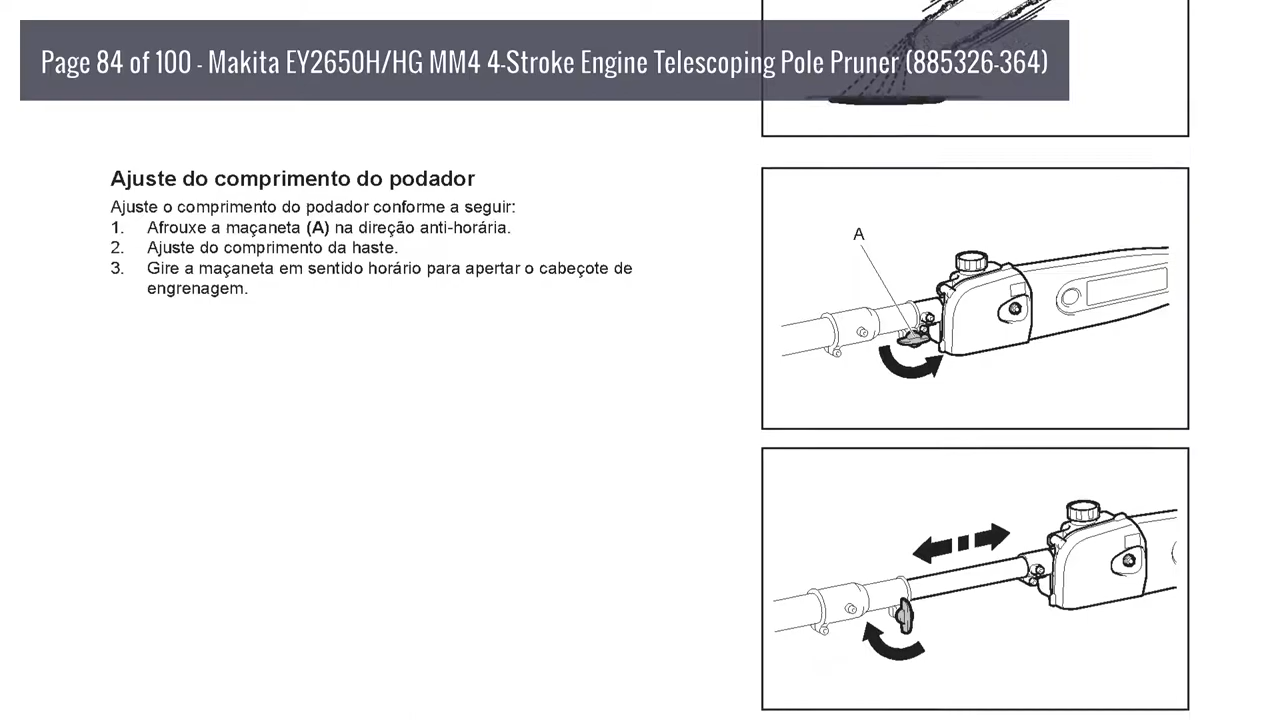 Page 84 of 100 - Makita EY2650H/HG MM4 4-Stroke Engine Telescoping Pole Pruner (885326-364)
Ajuste do comprimento do podador
Ajuste o comprimento do podador conforme a seguir:
1. Afrouxe a maçaneta (A) na direção anti-horária.
2. Ajuste do comprimento da haste.
3. Gire a maçaneta em sentido horário para apertar o cabeçote de
engrenagem.
A